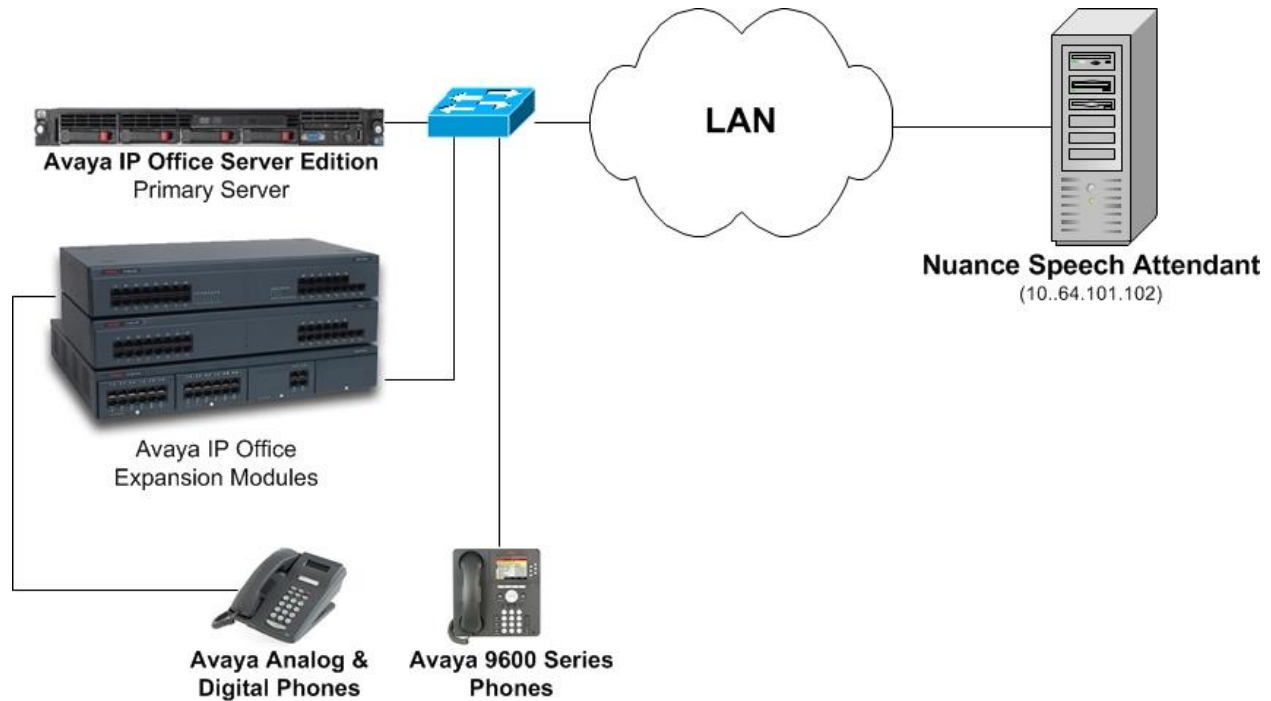 Avaya IP Office Server Edition
Primary Server
LAN
Nuance Speech Attendant
(10..64.101.102)
Avaya IP Office
Expansion Modules
Avaya Analog &
Digital Phones
Avaya 9600 Series
Phones